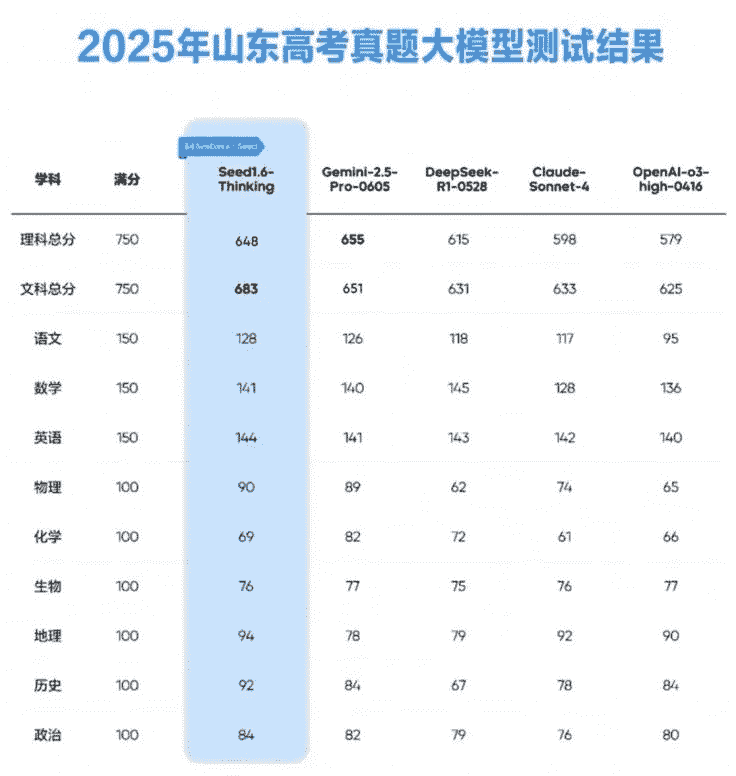 2025年山东高考真题大模型测试结果
学科 满分 Seed1.6-Thinking Gemini-2.5-Pro-0605 DeepSeek-R1-0528 Claude-Sonnet-4 OpenAI-o3-high-0416
理科总分 750 648 655 615 598 579
文科总分 750 683 651 631 633 625
语文 150 128 126 118 117 95
数学 150 141 140 145 128 136
英语 150 144 141 143 142 140
物理 100 90 89 62 74 65
化学 100 69 82 72 61 66
生物 100 76 77 75 76 77
地理 100 94 78 79 92 90
历史 100 92 84 67 78 84
政治 100 84 82 79 76 80